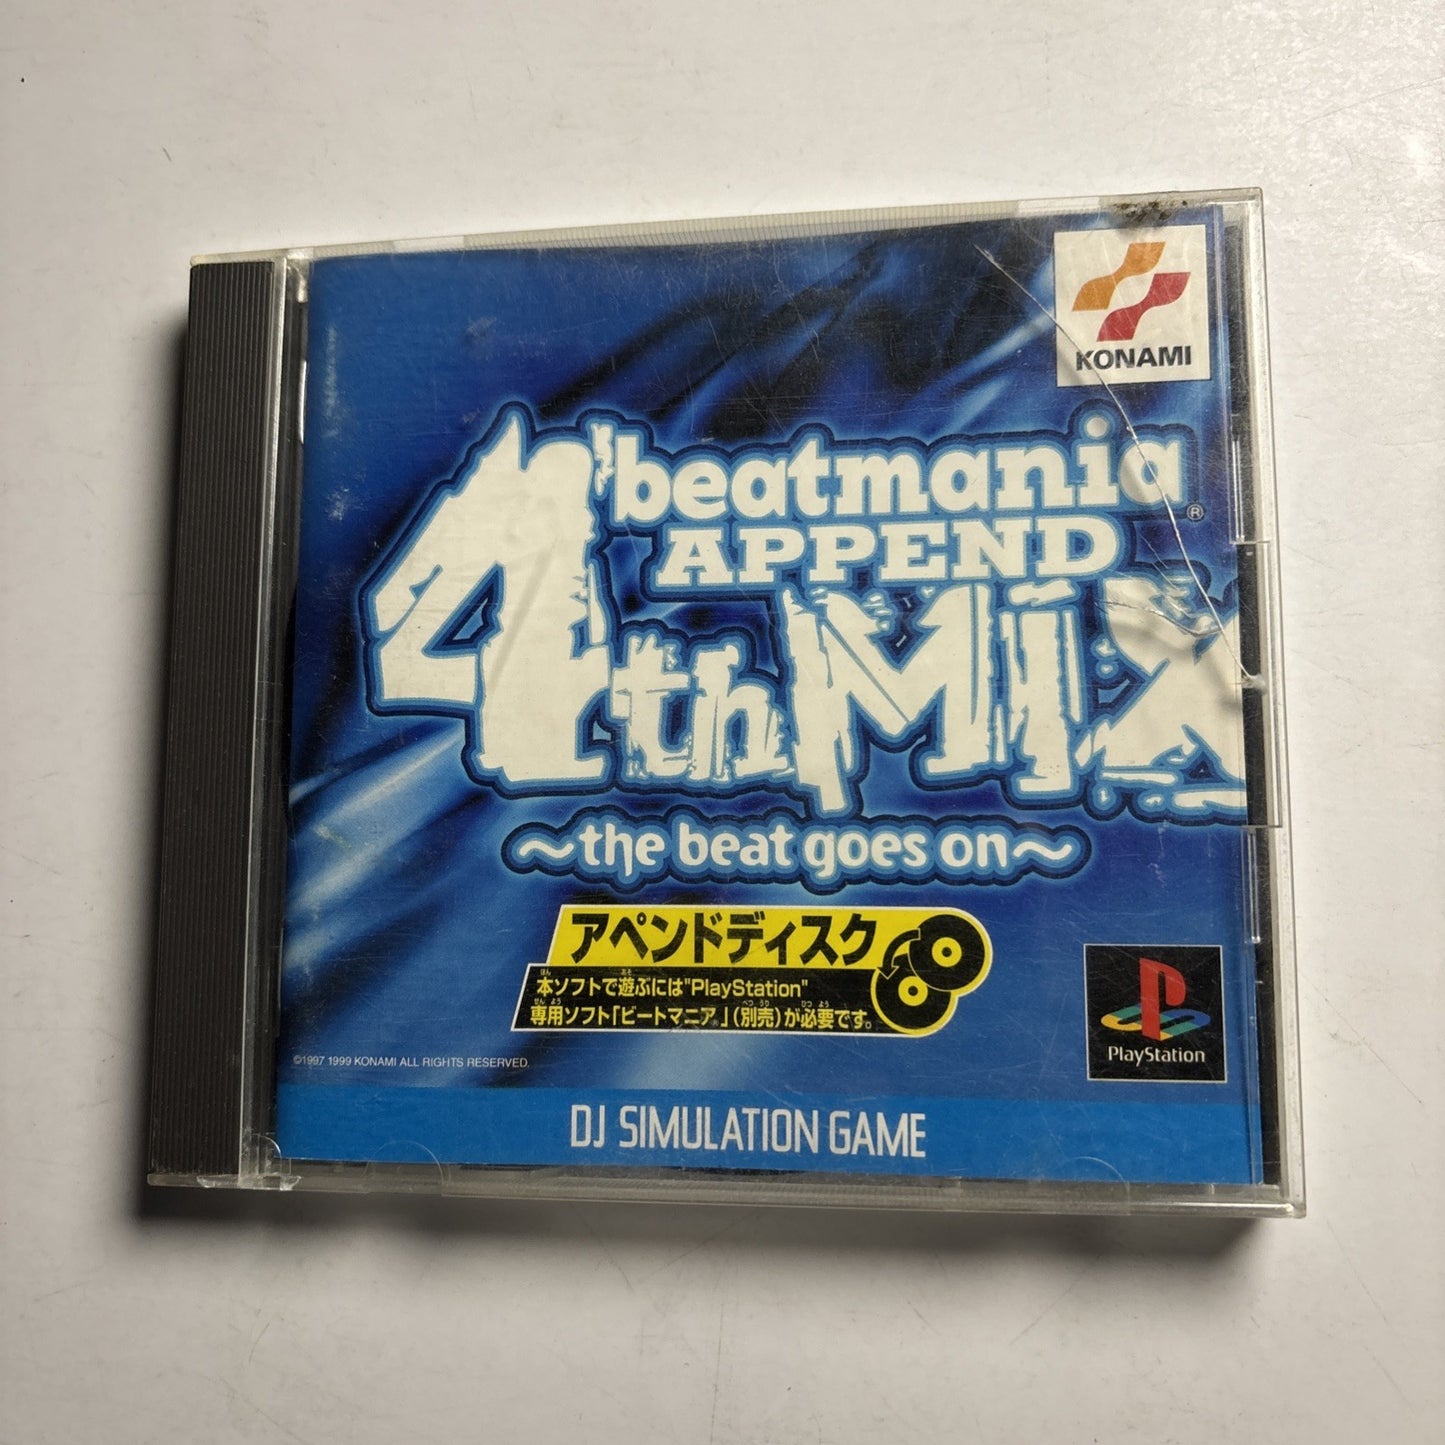 KONAMI
beatmania®
APPEND
4th MiX
～the beat goes on～
アペンドディスク
本ソフトで遊ぶには"PlayStation"
専用ソフト「ビートマニア」(別売)が必要です。
©1997 1999 KONAMI ALL RIGHTS RESERVED.
PlayStation
DJ SIMULATION GAME